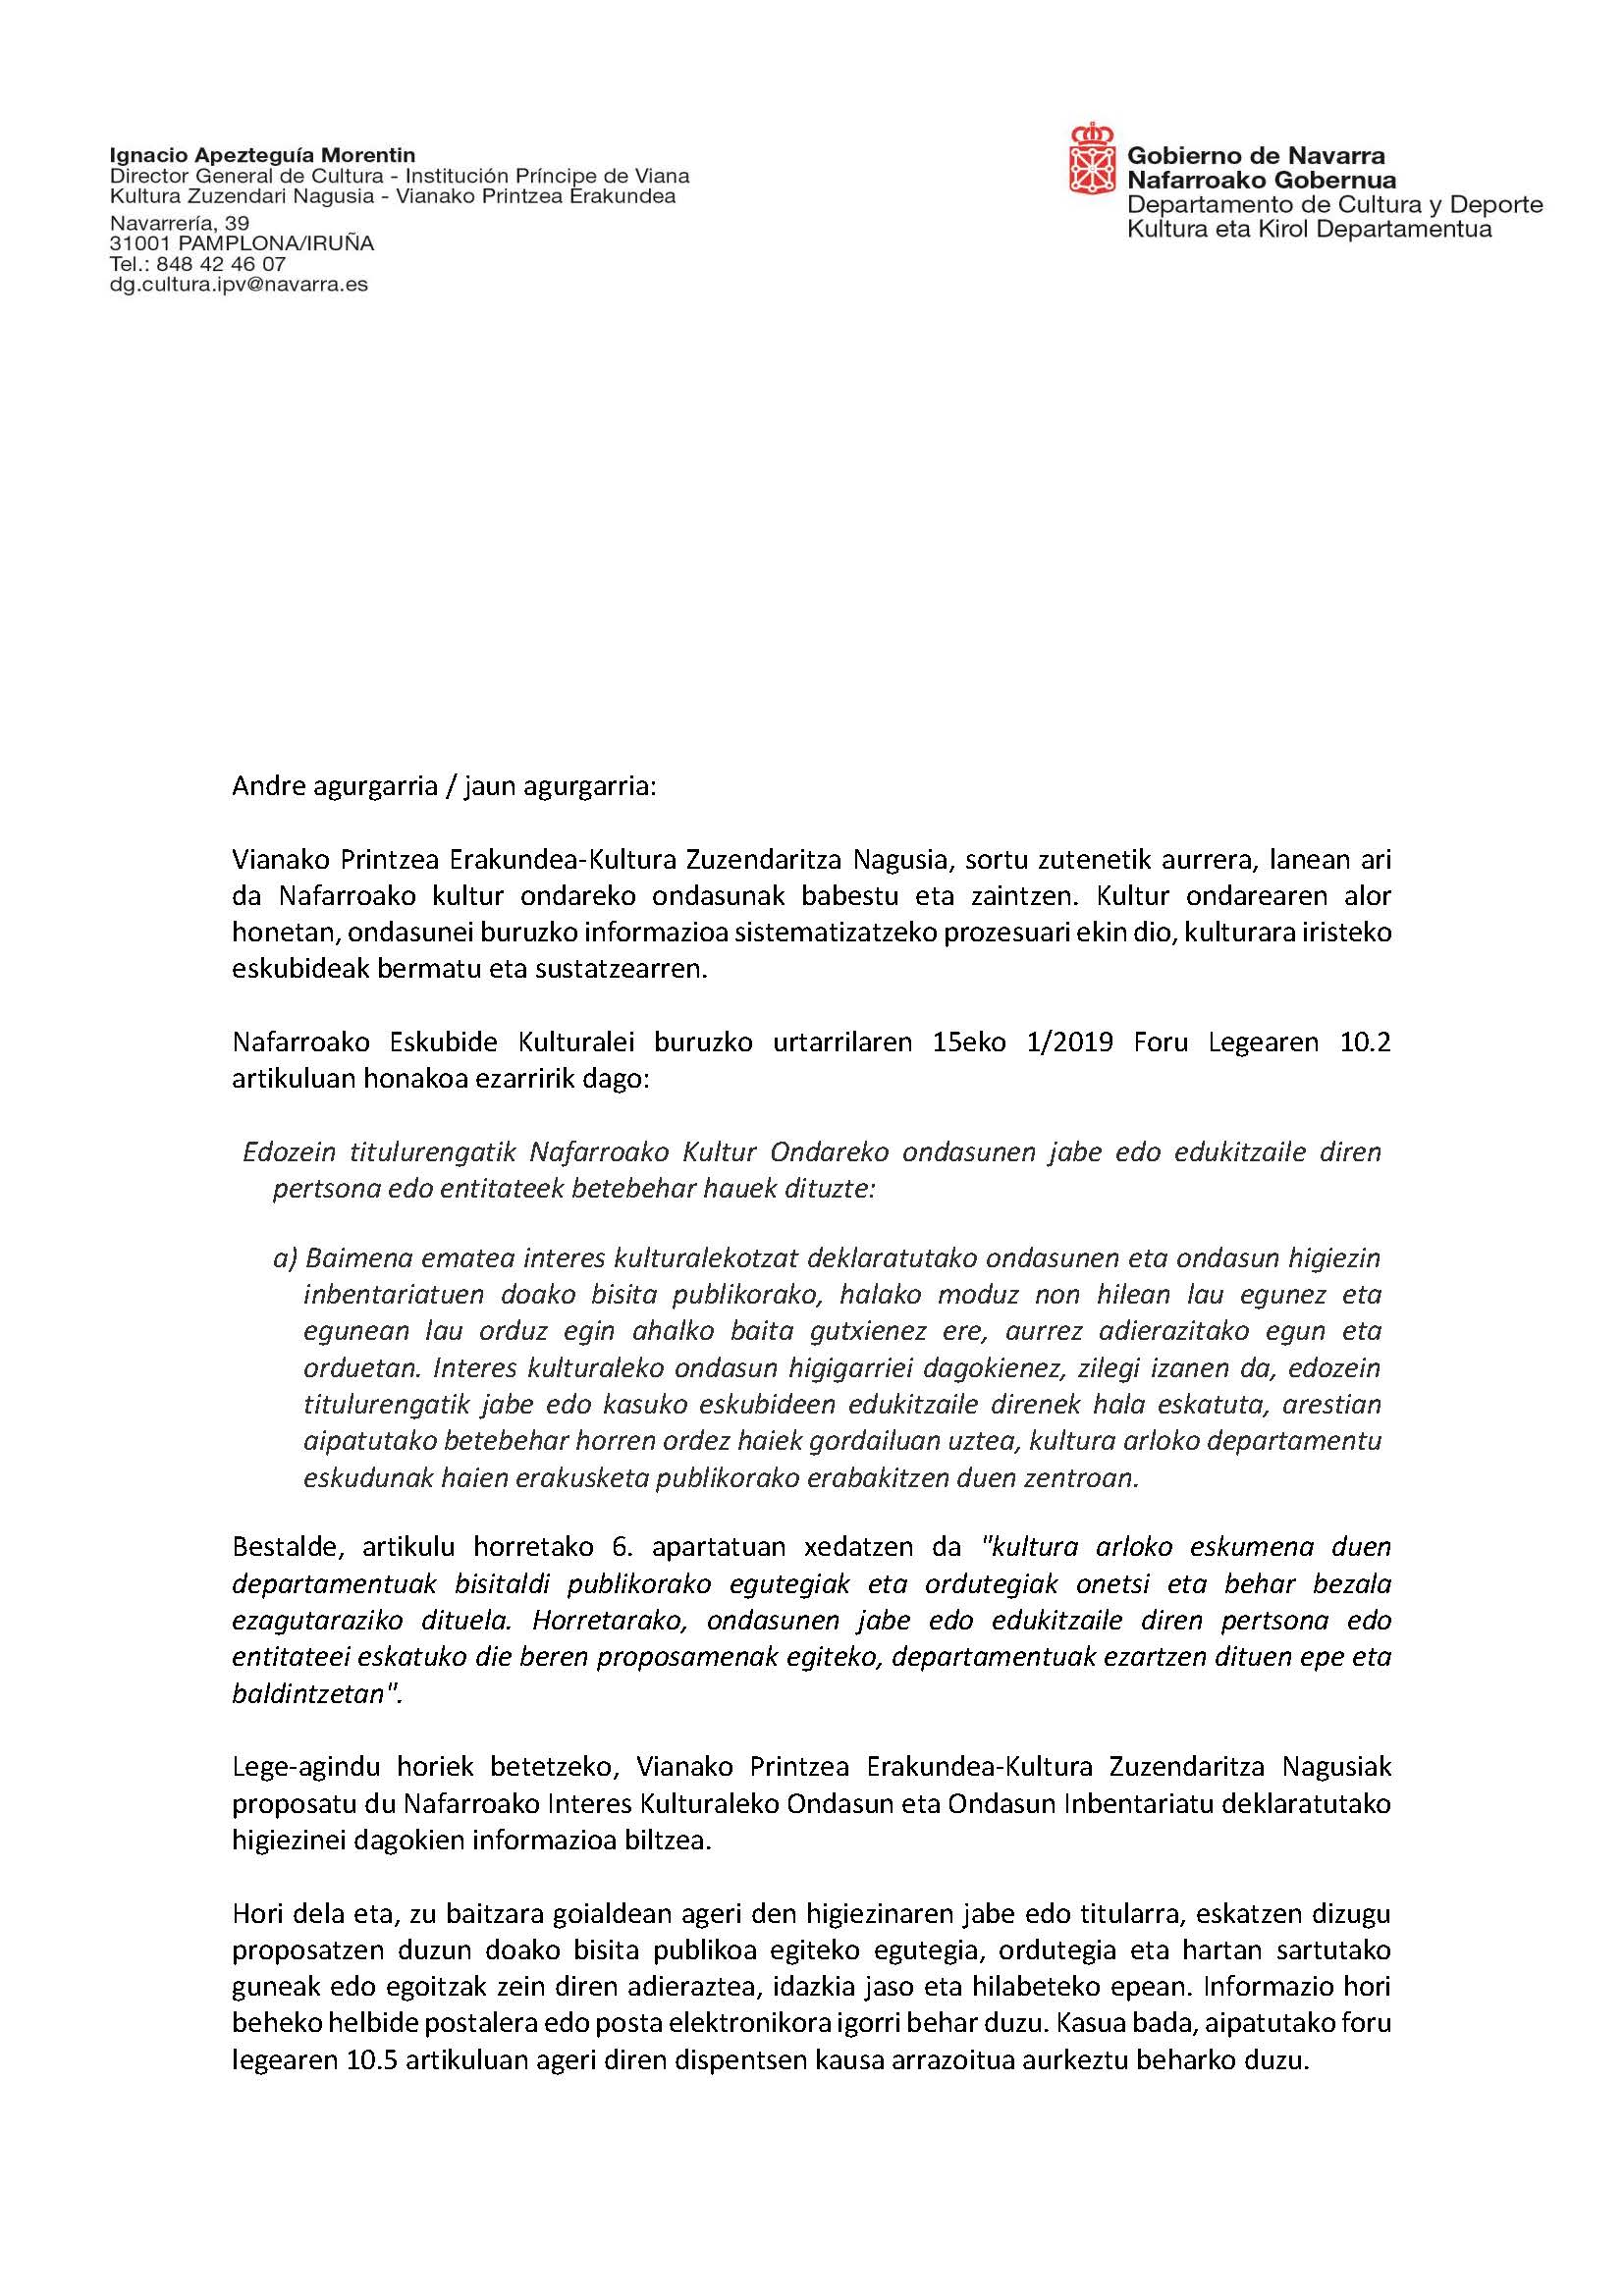 Ignacio Apezteguía Morentin
Director General de Cultura - Institución Príncipe de Viana
Kultura Zuzendari Nagusia - Vianako Printzea Erakundea
Navarrería, 39
31001 PAMPLONA/IRUÑA
Tel.: 848 42 46 07
dg.cultura.ipv@navarra.es
Gobierno de Navarra
Nafarroako Gobernua
Departamento de Cultura y Deporte
Kultura eta Kirol Departamentua
Andre agurgarria / jaun agurgarria:
Vianako Printzea Erakundea-Kultura Zuzendaritza Nagusia, sortu zutenetik aurrera, lanean ari
da Nafarroako kultur ondareko ondasunak babestu eta zaintzen. Kultur ondarearen alor
honetan, ondasunei buruzko informazioa sistematizatzeko prozesuari ekin dio, kulturara iristeko
eskubideak bermatu eta sustatzearren.
Nafarroako Eskubide Kulturalei buruzko urtarrilaren 15eko 1/2019 Foru Legearen 10.2
artikuluan honakoa ezarririk dago:
Edozein titulurengatik Nafarroako Kultur Ondareko ondasunen jabe edo edukitzaile diren
pertsona edo entitateek betebehar hauek dituzte:
a) Baimena ematea interes kulturalekotzat deklaratutako ondasunen eta ondasun higiezin
inbentariatuen doako bisita publikorako, halako moduz non hilean lau egunez eta
egunean lau orduz egin ahalko baita gutxienez ere, aurrez adierazitako egun eta
orduetan. Interes kulturaleko ondasun higigarriei dagokienez, zilegi izanen da, edozein
titulurengatik jabe edo kasuko eskubideen edukitzaile direnek hala eskatuta, arestian
aipatutako betebehar horren ordez haiek gordailuan uztea, kultura arloko departamentu
eskudunak haien erakusketa publikorako erabakitzen duen zentroan.
Bestalde, artikulu horretako 6. apartatuan xedatzen da "kultura arloko eskumena duen
departamentuak bisitaldi publikorako egutegiak eta ordutegiak onetsi eta behar bezala
ezagutaraziko dituela. Horretarako, ondasunen jabe edo edukitzaile diren pertsona edo
entitateei eskatuko die beren proposamenak egiteko, departamentuak ezartzen dituen epe eta
baldintzetan".
Lege-agindu horiek betetzeko, Vianako Printzea Erakundea-Kultura Zuzendaritza Nagusiak
proposatu du Nafarroako Interes Kulturaleko Ondasun eta Ondasun Inbentariatu deklaratutako
higiezinei dagokien informazioa biltzea.
Hori dela eta, zu baitzara goialdean ageri den higiezinaren jabe edo titularra, eskatzen dizugu
proposatzen duzun doako bisita publikoa egiteko egutegia, ordutegia eta hartan sartutako
guneak edo egoitzak zein diren adieraztea, idazkia jaso eta hilabeteko epean. Informazio hori
beheko helbide postalera edo posta elektronikora igorri behar duzu. Kasua bada, aipatutako foru
legearen 10.5 artikuluan ageri diren dispentsen kausa arrazoitua aurkeztu beharko duzu.